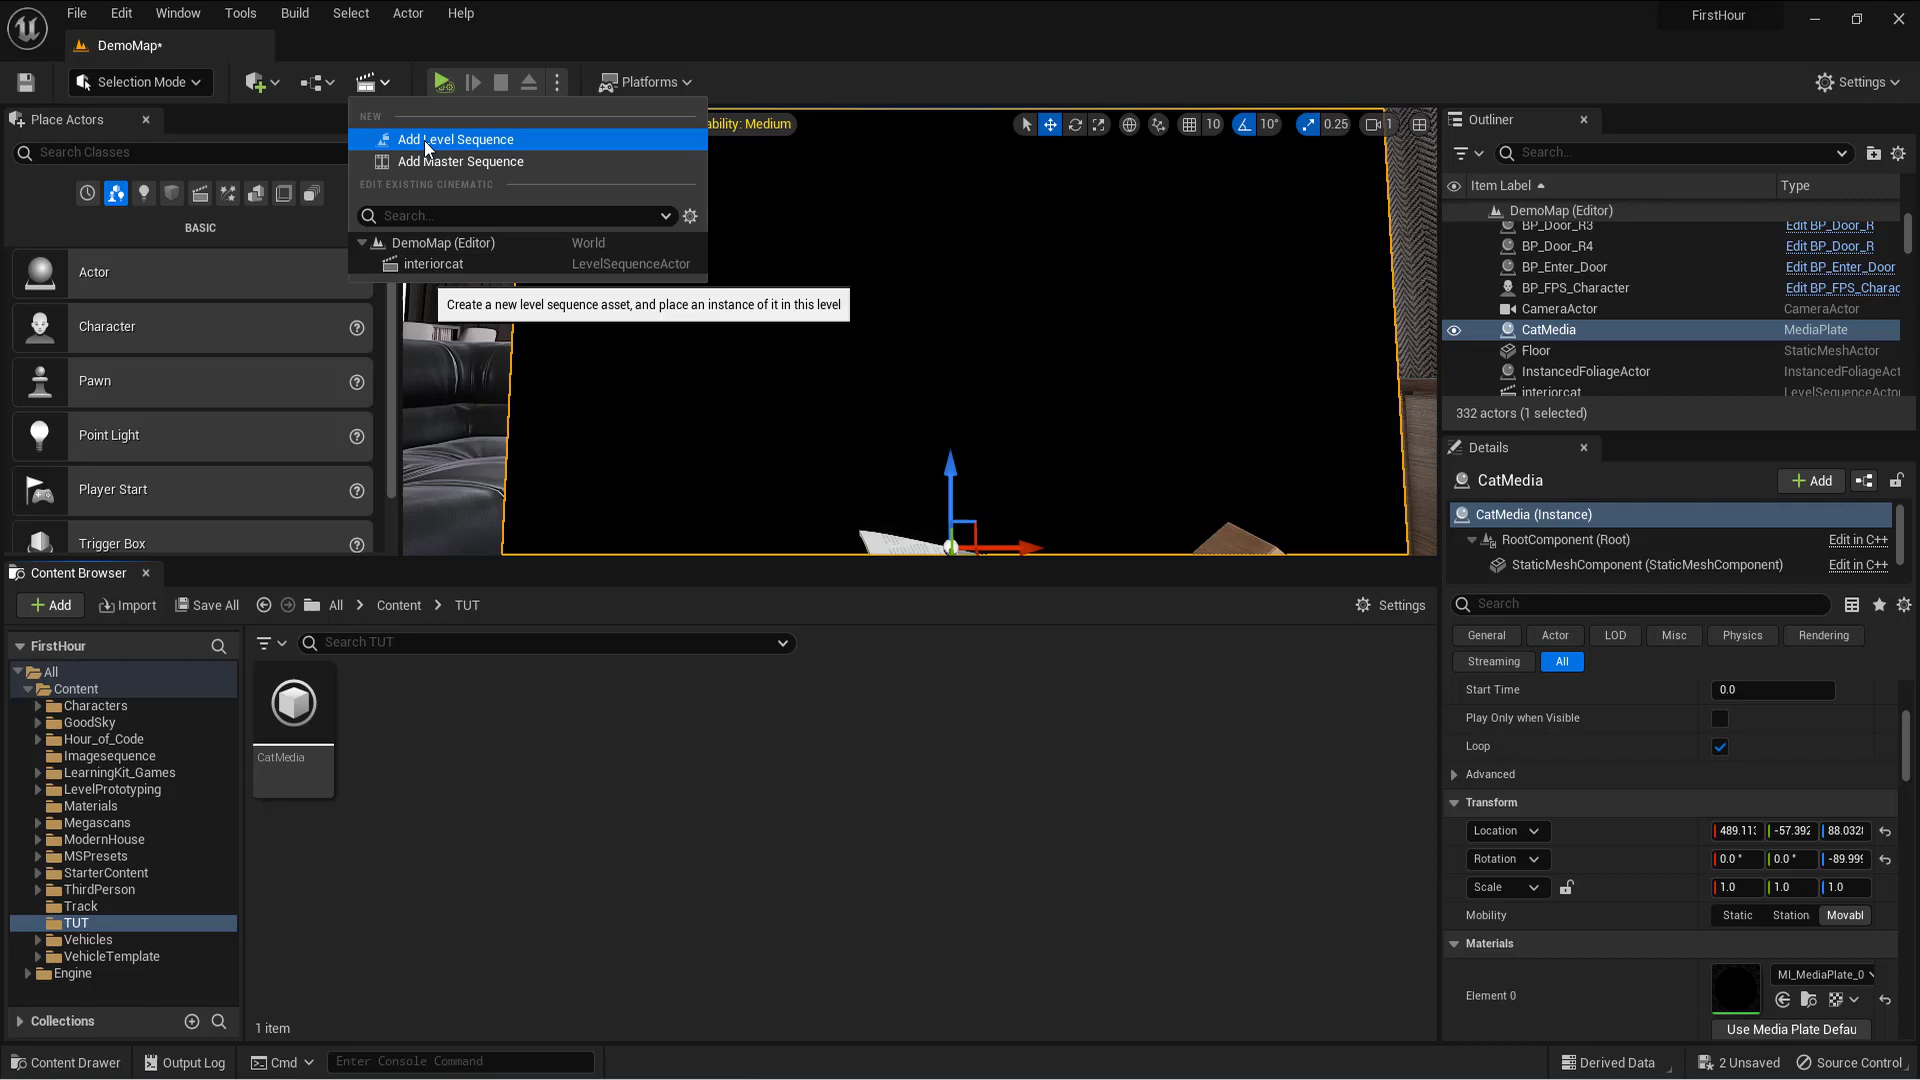 File Edit Window Tools Build Select Actor Help
FirstHour
DemoMap*
Selection Mode
Platforms
Settings
Place Actors
Search Classes
BASIC
Actor
Character
Pawn
Point Light
Player Start
Trigger Box
NEW
Add Level Sequence
Add Master Sequence
EDIT EXISTING CINEMATIC
Search...
DemoMap (Editor) World
interiorcat LevelSequenceActor
Create a new level sequence asset, and place an instance of it in this level
ability: Medium
10 10° 0.25 1
Outliner
Search...
Item Label Type
DemoMap (Editor)
BP_Door_R3 Edit BP_Door_R
BP_Door_R4 Edit BP_Door_R
BP_Enter_Door Edit BP_Enter_Door
BP_FPS_Character Edit BP_FPS_Charac
CameraActor CameraActor
CatMedia MediaPlate
Floor StaticMeshActor
InstancedFoliageActor InstancedFoliageAct
interiorcat LevelSequenceActo
332 actors (1 selected)
Details
CatMedia
Add
CatMedia (Instance)
RootComponent (Root) Edit in C++
StaticMeshComponent (StaticMeshComponent) Edit in C++
Search
General Actor LOD Misc Physics Rendering
Streaming All
Start Time 0.0
Play Only when Visible
Loop
Advanced
Transform
Location 489.11 -57.392 88.032
Rotation 0.0 ° 0.0 ° -89.99
Scale 1.0 1.0 1.0
Mobility Static Station Movabl
Materials
Element 0
MI_MediaPlate_0
Use Media Plate Defau
Content Browser
Add Import Save All All Content TUT Settings
FirstHour
Search TUT
All
Content
Characters
GoodSky
Hour_of_Code
Imagesequence
LearningKit_Games
LevelPrototyping
Materials
Megascans
ModernHouse
MSPresets
StarterContent
ThirdPerson
Track
TUT
Vehicles
VehicleTemplate
Engine
CatMedia
1 item
Collections
Content Drawer Output Log Cmd Enter Console Command
Derived Data 2 Unsaved Source Control